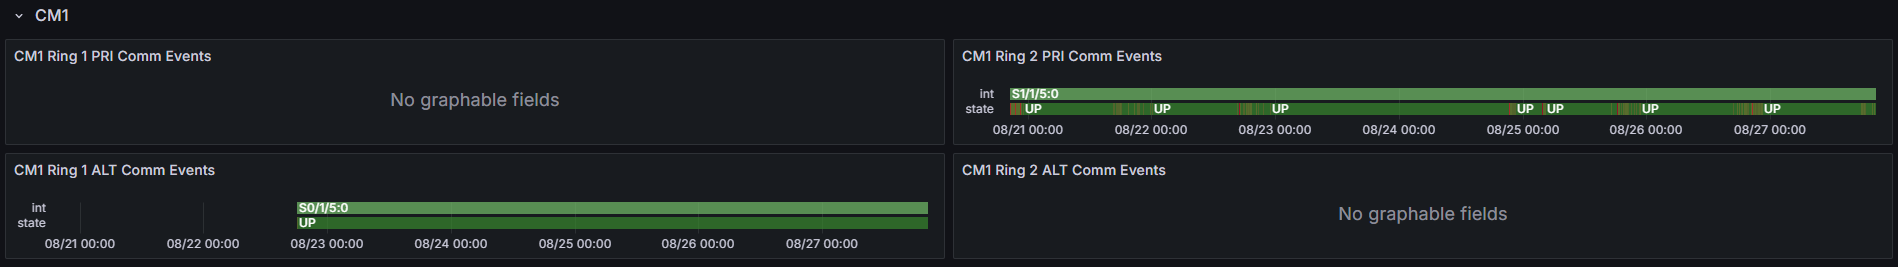 CM1
CM1 Ring 1 PRI Comm Events
No graphable fields
CM1 Ring 2 PRI Comm Events
int S1/1/5:0
state UP UP UP UP UP UP UP
08/21 00:00 08/22 00:00 08/23 00:00 08/24 00:00 08/25 00:00 08/26 00:00 08/27 00:00
CM1 Ring 1 ALT Comm Events
int S0/1/5:0
state UP
08/21 00:00 08/22 00:00 08/23 00:00 08/24 00:00 08/25 00:00 08/26 00:00 08/27 00:00
CM1 Ring 2 ALT Comm Events
No graphable fields